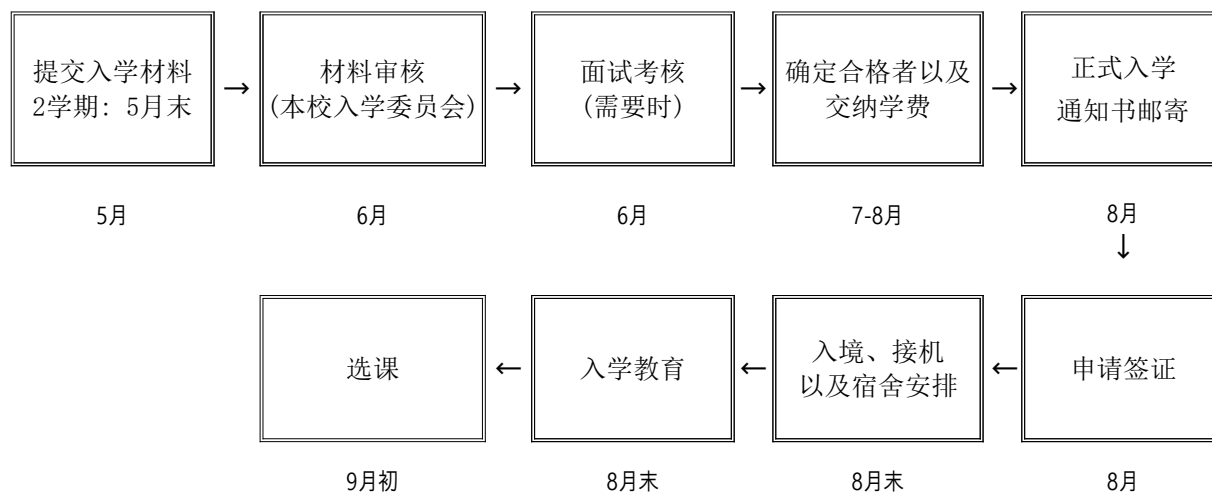 提交入学材料
2学期: 5月末
→
材料审核
(本校入学委员会)
→
面试考核
(需要时)
→
确定合格者以及
交纳学费
→
正式入学
通知书邮寄
5月
6月
6月
7-8月
8月
↓
选课
←
入学教育
←
入境、接机
以及宿舍安排
←
申请签证
9月初
8月末
8月末
8月